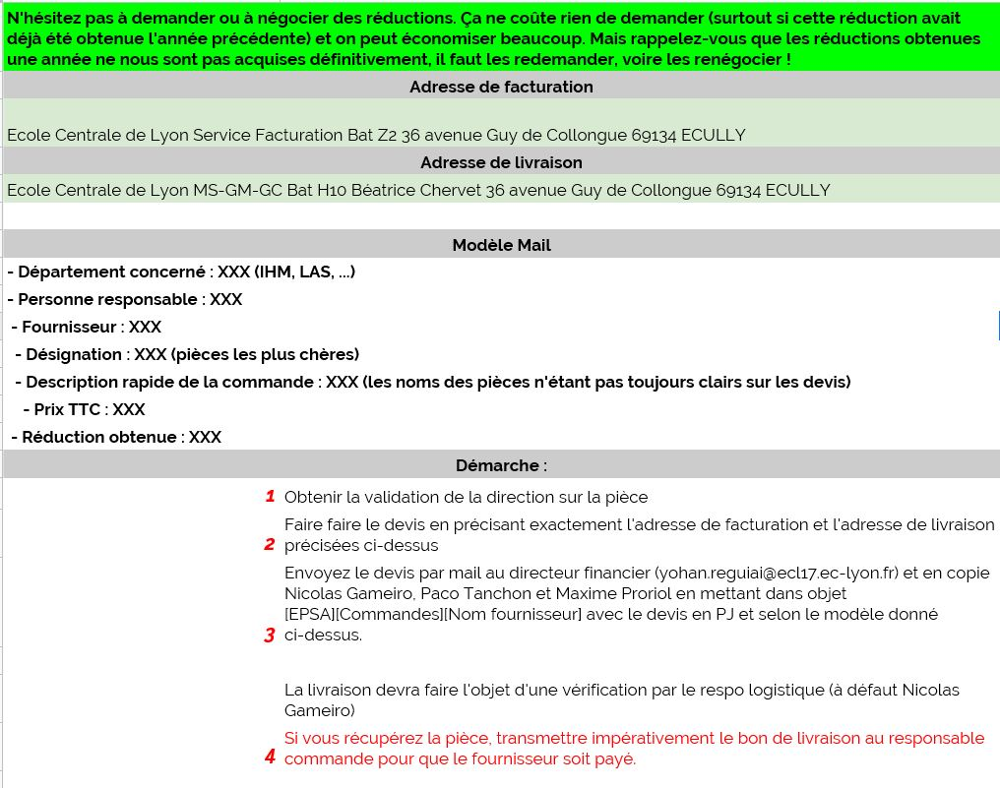 N'hésitez pas à demander ou à négocier des réductions. Ça ne coûte rien de demander (surtout si cette réduction avait
déjà été obtenue l'année précédente) et on peut économiser beaucoup. Mais rappelez-vous que les réductions obtenues
une année ne nous sont pas acquises définitivement, il faut les redemander, voire les renégocier !
Adresse de facturation
Ecole Centrale de Lyon Service Facturation Bat Z2 36 avenue Guy de Collongue 69134 ECULLY
Adresse de livraison
Ecole Centrale de Lyon MS-GM-GC Bat H10 Béatrice Chervet 36 avenue Guy de Collongue 69134 ECULLY
Modèle Mail
- Département concerné : XXX (IHM, LAS, ...)
- Personne responsable : XXX
- Fournisseur : XXX
- Désignation : XXX (pièces les plus chères)
- Description rapide de la commande : XXX (les noms des pièces n'étant pas toujours clairs sur les devis)
- Prix TTC : XXX
- Réduction obtenue : XXX
Démarche :
1 Obtenir la validation de la direction sur la pièce
Faire faire le devis en précisant exactement l'adresse de facturation et l'adresse de livraison
2 précisées ci-dessus
Envoyez le devis par mail au directeur financier (yohan.reguiai@ecl17.ec-lyon.fr) et en copie
Nicolas Gameiro, Paco Tanchon et Maxime Proriol en mettant dans objet
[EPSA][Commandes][Nom fournisseur] avec le devis en PJ et selon le modèle donné
3 ci-dessus.
La livraison devra faire l'objet d'une vérification par le respo logistique (à défaut Nicolas
Gameiro)
Si vous récupérez la pièce, transmettre impérativement le bon de livraison au responsable
4 commande pour que le fournisseur soit payé.